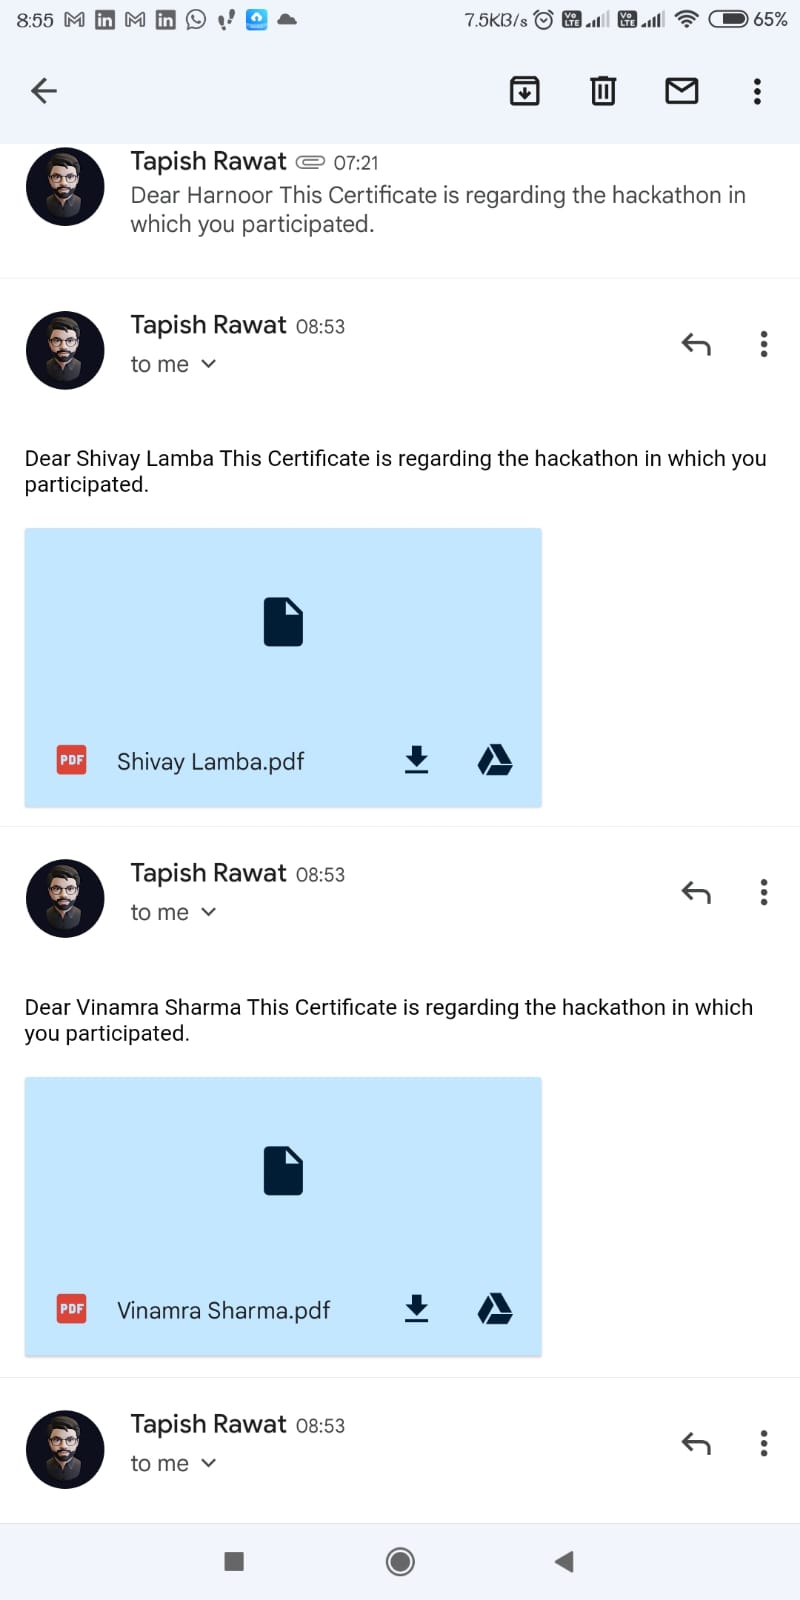 8:55 7.5KB/s 65%
Tapish Rawat 07:21
Dear Harnoor This Certificate is regarding the hackathon in
which you participated.
Tapish Rawat 08:53
to me
Dear Shivay Lamba This Certificate is regarding the hackathon in which you
participated.
PDF Shivay Lamba.pdf
Tapish Rawat 08:53
to me
Dear Vinamra Sharma This Certificate is regarding the hackathon in which
you participated.
PDF Vinamra Sharma.pdf
Tapish Rawat 08:53
to me